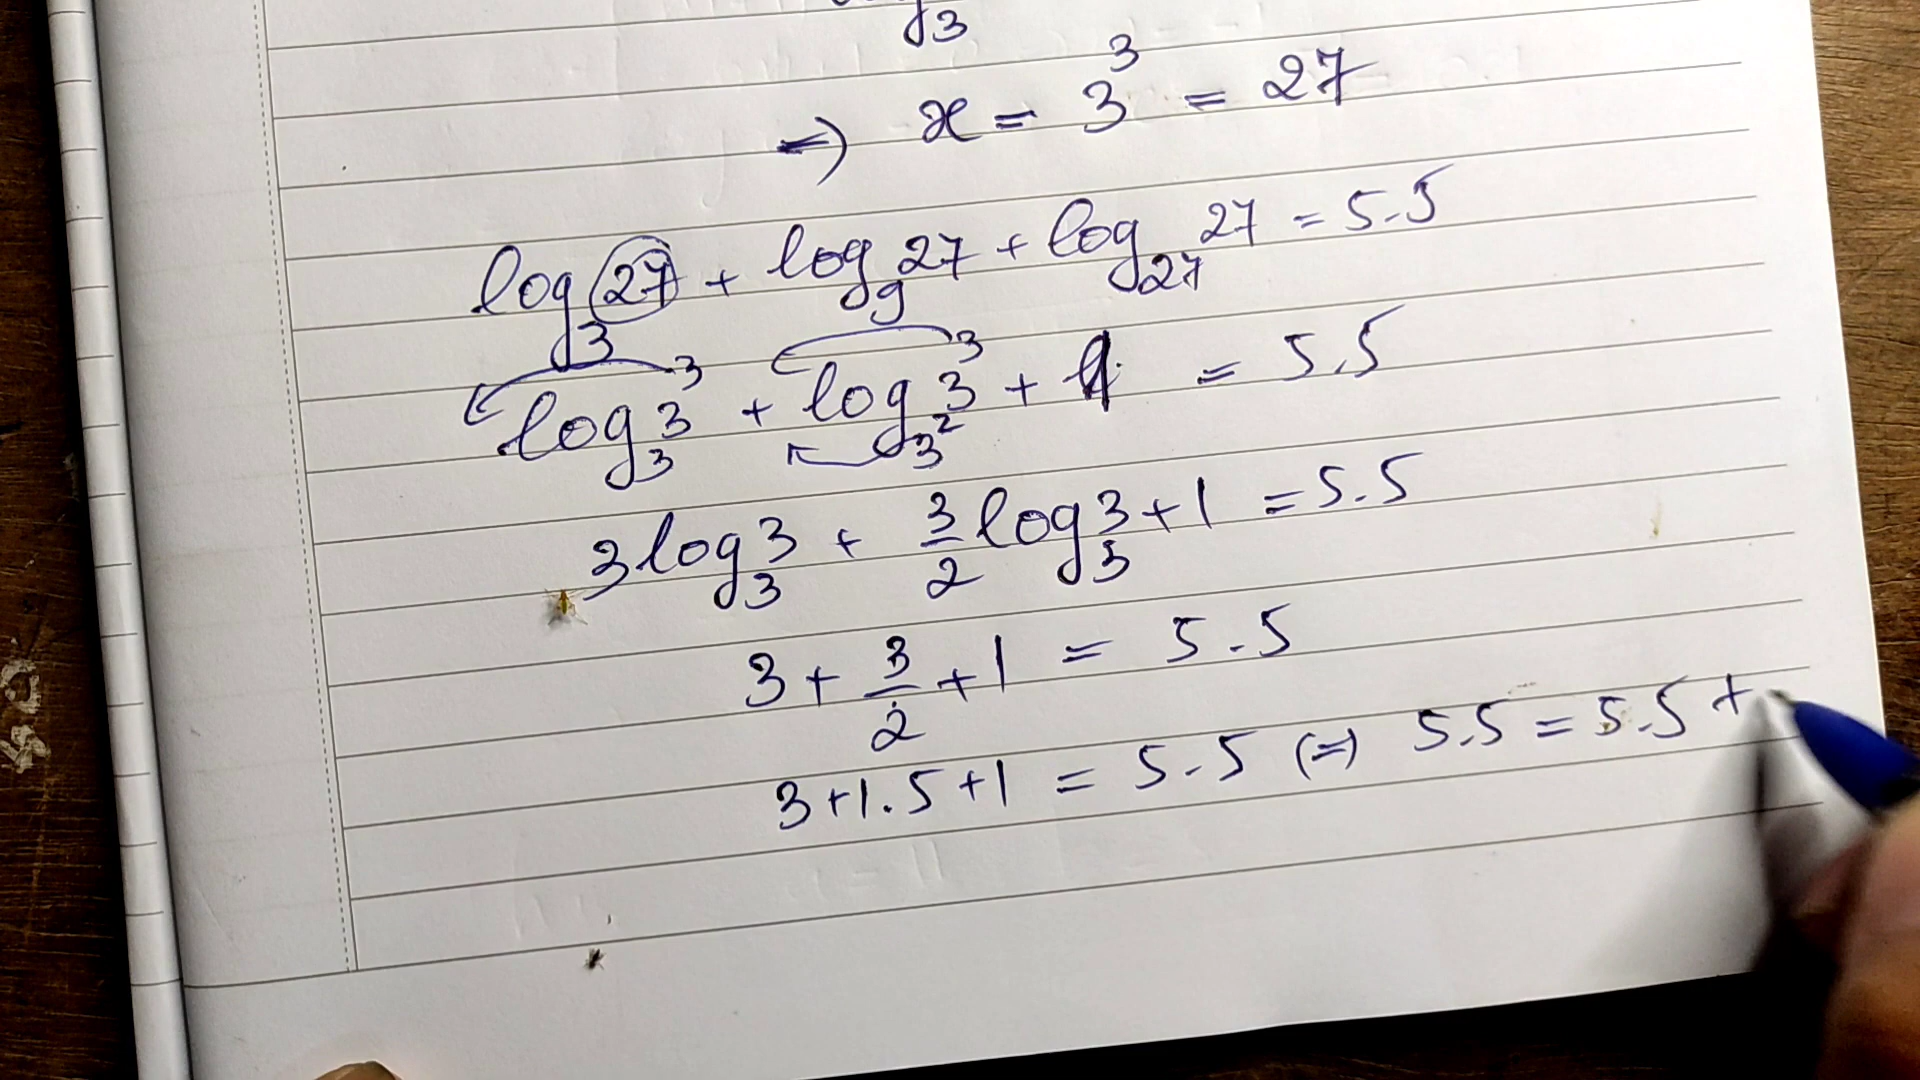 3
=) x = 3³ = 27
log₃ 27 + log₉ 27 + log₂₇ 27 = 5.5
log₃ 3³ + log₃² 3³ + 1 = 5.5
3 log₃ 3 + 3/2 log₃ 3 + 1 = 5.5
3 + 3/2 + 1 = 5.5
3 + 1.5 + 1 = 5.5 (=) 5.5 = 5.5 +